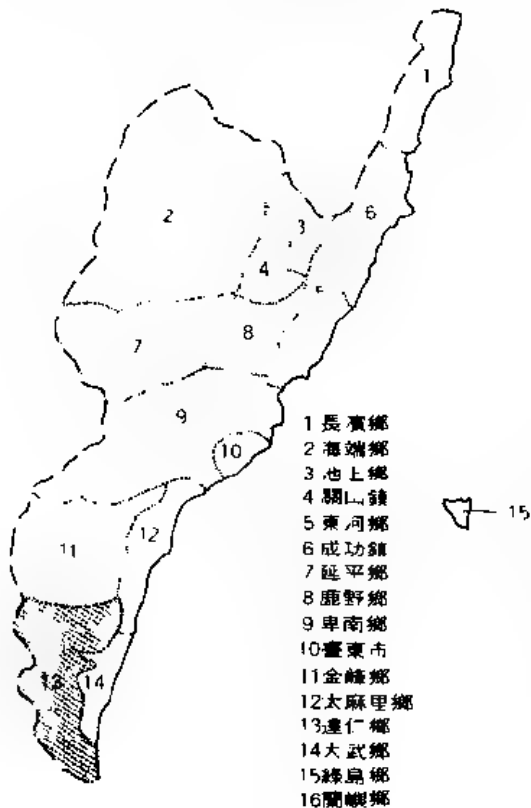 1
6
2
3
4
5
8
7
9
10
12
11
13
14
15
1 長濱鄉
2 海端鄉
3 池上鄉
4 關山鎮
5 東河鄉
6 成功鎮
7 延平鄉
8 鹿野鄉
9 卑南鄉
10 臺東市
11 金峰鄉
12 太麻里鄉
13 達仁鄉
14 大武鄉
15 綠島鄉
16 蘭嶼鄉